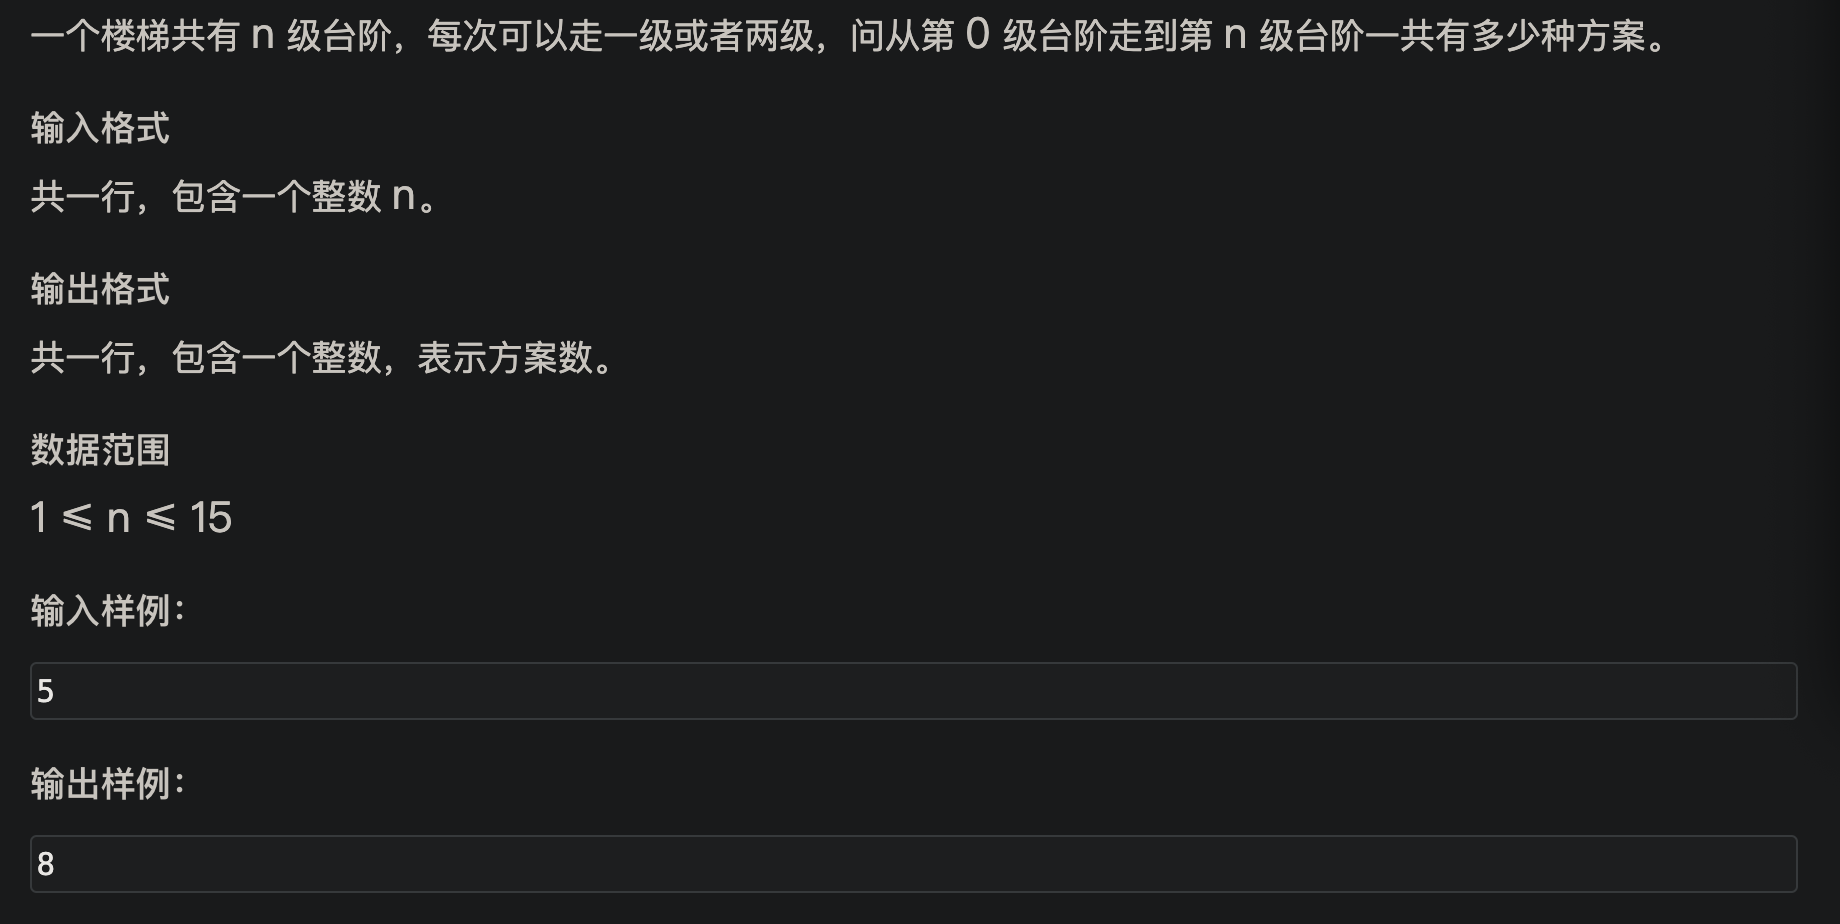 一个楼梯共有 n 级台阶，每次可以走一级或者两级，问从第 0 级台阶走到第 n 级台阶一共有多少种方案。
输入格式
共一行，包含一个整数 n。
输出格式
共一行，包含一个整数，表示方案数。
数据范围
1 ⩽ n ⩽ 15
输入样例：
5
输出样例：
8